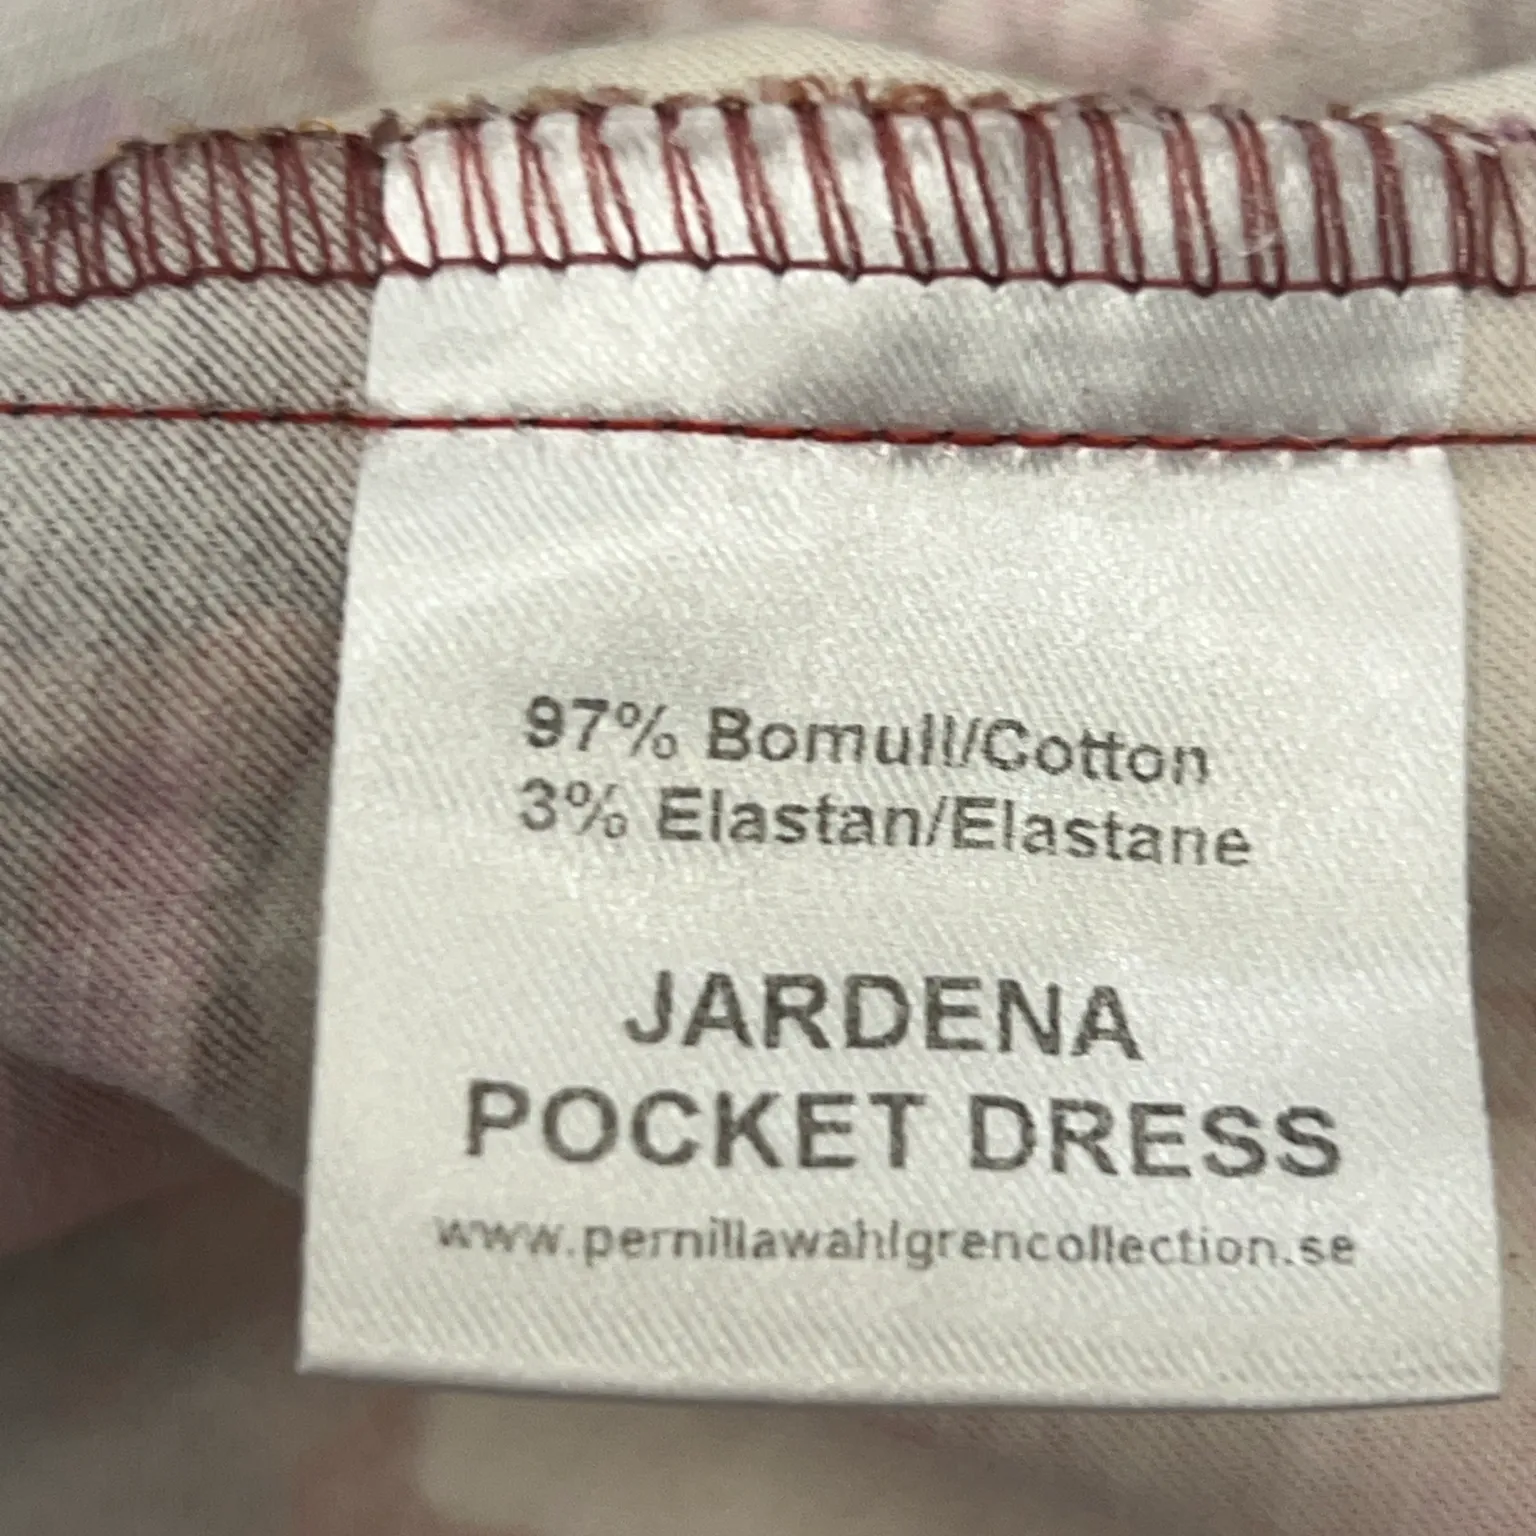 97% Bomull/Cotton
3% Elastan/Elastane
JARDENA
POCKET DRESS
www.pernillawahlgrencollection.se